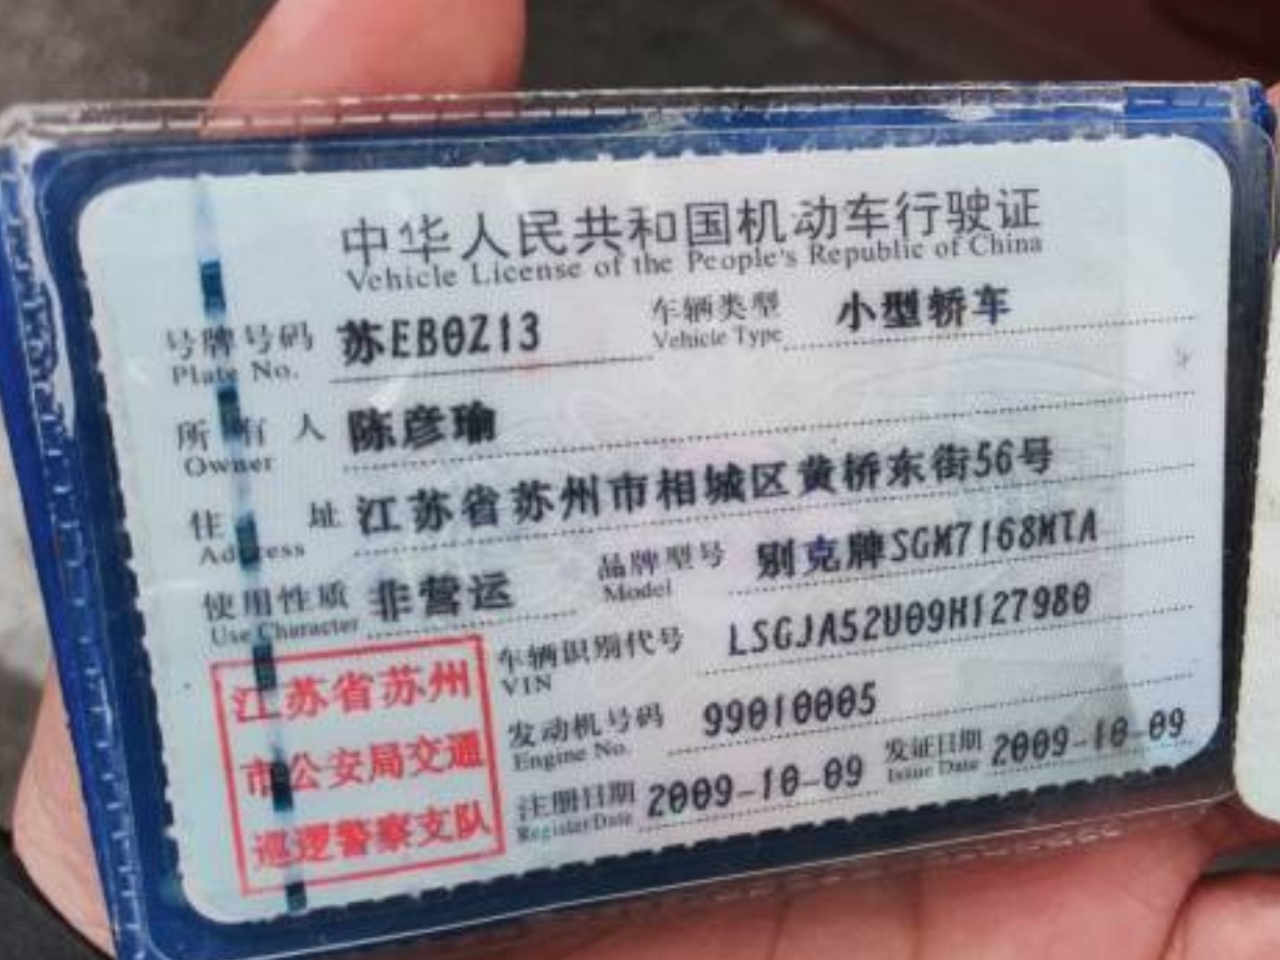 中华人民共和国机动车行驶证
Vehicle License of the People's Republic of China
号牌号码 苏EB0Z13 车辆类型 小型轿车
Plate No. Vehicle Type
所有人 陈彦瑜
Owner
住址 江苏省苏州市相城区黄桥东街56号
Address
使用性质 非营运 品牌型号 别克牌SGM7168MTA
Use Character Model
车辆识别代号 LSGJA52U09H127980
VIN
发动机号码 99010005
Engine No.
注册日期 2009-10-09 发证日期 2009-10-09
Register Date Issue Date
江苏省苏州
市公安局交通
巡逻警察支队